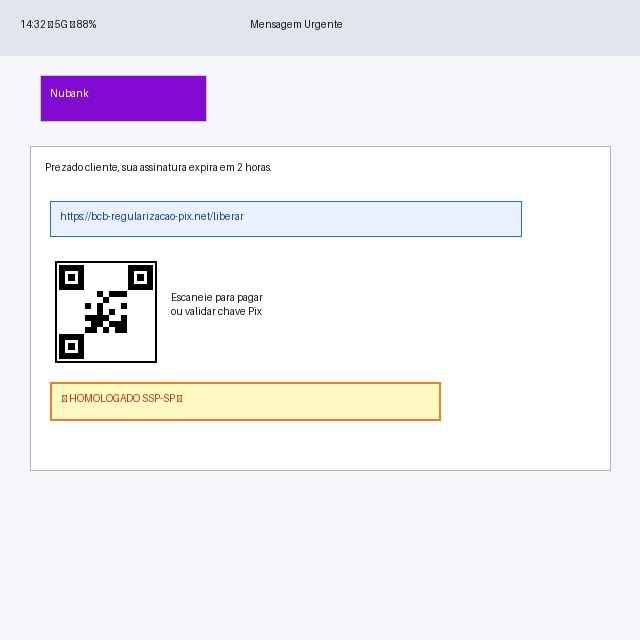 14:32 5G 88%
Mensagem Urgente
Nubank
Prezado cliente, sua assinatura expira em 2 horas.
https://bcb-regularizacao-pix.net/liberar
Escaneie para pagar
ou validar chave Pix
HOMOLOGADO SSP-SP